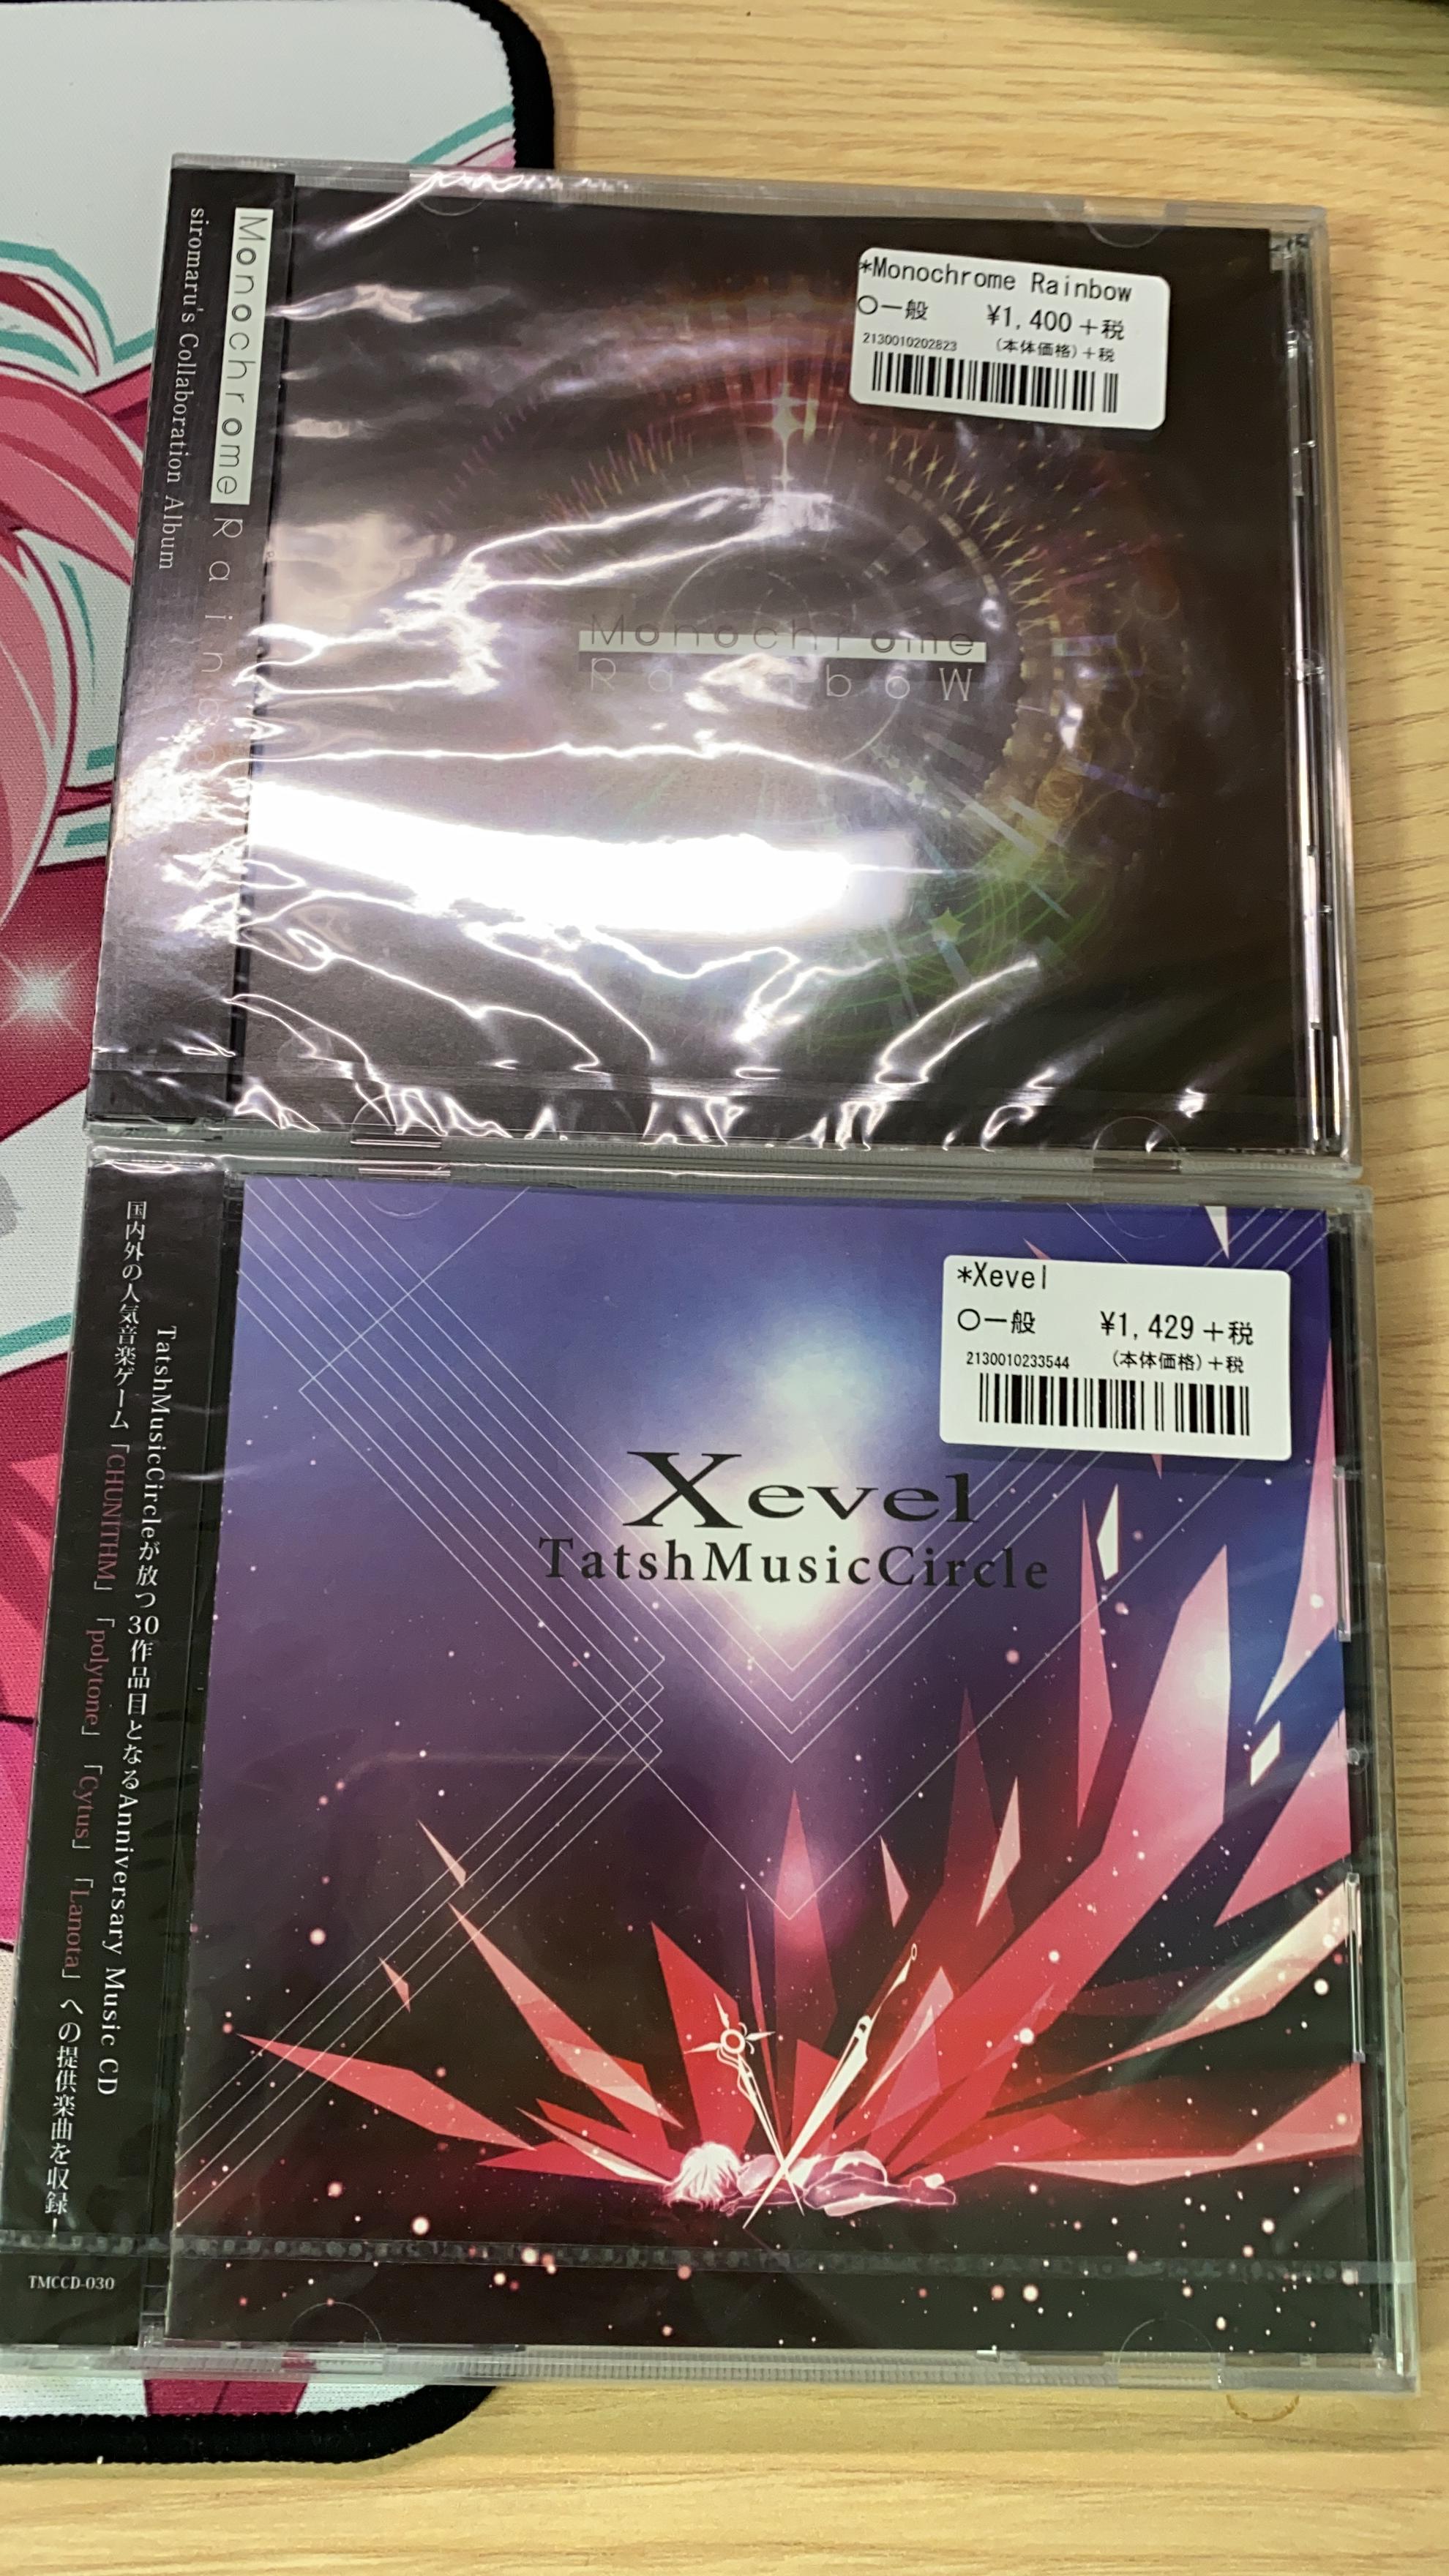 Monochrome Rainbo
siromaru's Collaboration Album
*Monochrome Rainbow
○一般 ¥1,400+税
2130010202823 (本体価格)+税
Monochrome
RainboW
TatshMusicCircleが放つ30作品目となるAnniversary Music CD
国内外の人気音楽ゲーム「CHUNITHM」「polytone」「Cytus」「Lanota」への提供楽曲を収録!
TMCCD-030
*Xevel
○一般 ¥1,429+税
2130010233544 (本体価格)+税
Xevel
TatshMusicCircle